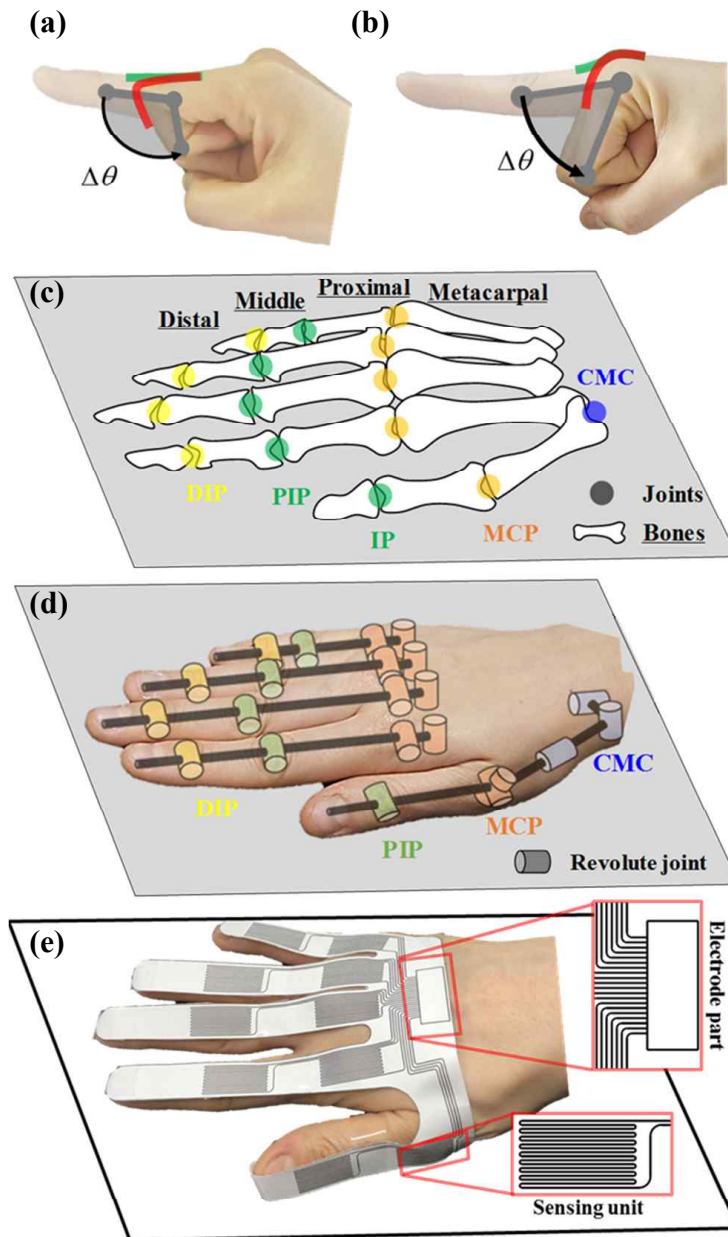 (a)
(b)
Δθ
Δθ
(c)
Distal
Middle
Proximal
Metacarpal
CMC
DIP
PIP
IP
MCP
Joints
Bones
(d)
CMC
DIP
PIP
MCP
Revolute joint
(e)
Electrode part
Sensing unit